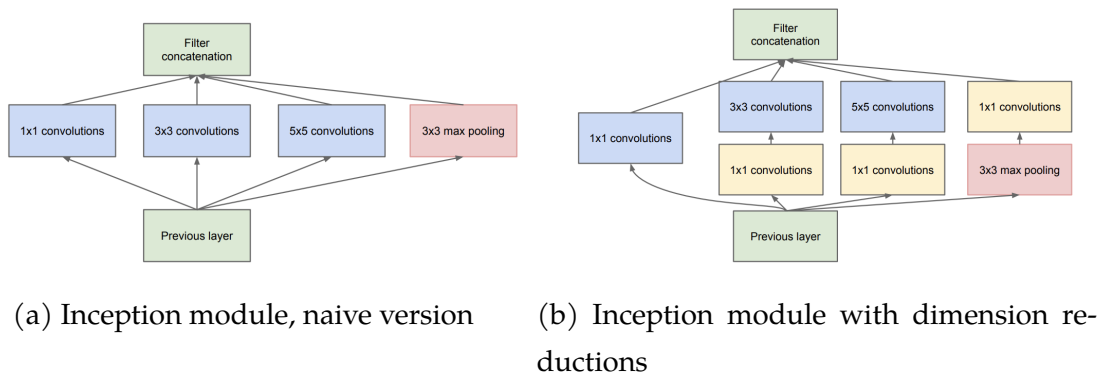 Filter
concatenation
1x1 convolutions
3x3 convolutions
5x5 convolutions
3x3 max pooling
Previous layer
(a) Inception module, naive version
Filter
concatenation
3x3 convolutions
5x5 convolutions
1x1 convolutions
1x1 convolutions
1x1 convolutions
1x1 convolutions
3x3 max pooling
Previous layer
(b) Inception module with dimension re-
ductions